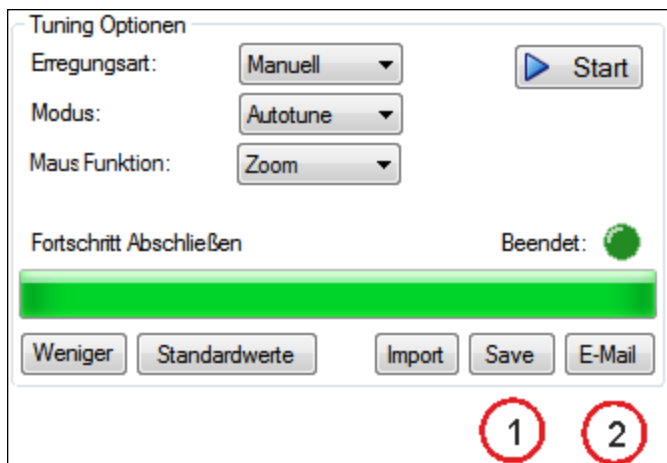 Tuning Optionen
Erregungsart: Manuell Start
Modus: Autotune
Maus Funktion: Zoom
Fortschritt Abschließen Beendet:
Weniger Standardwerte Import Save E-Mail
1 2